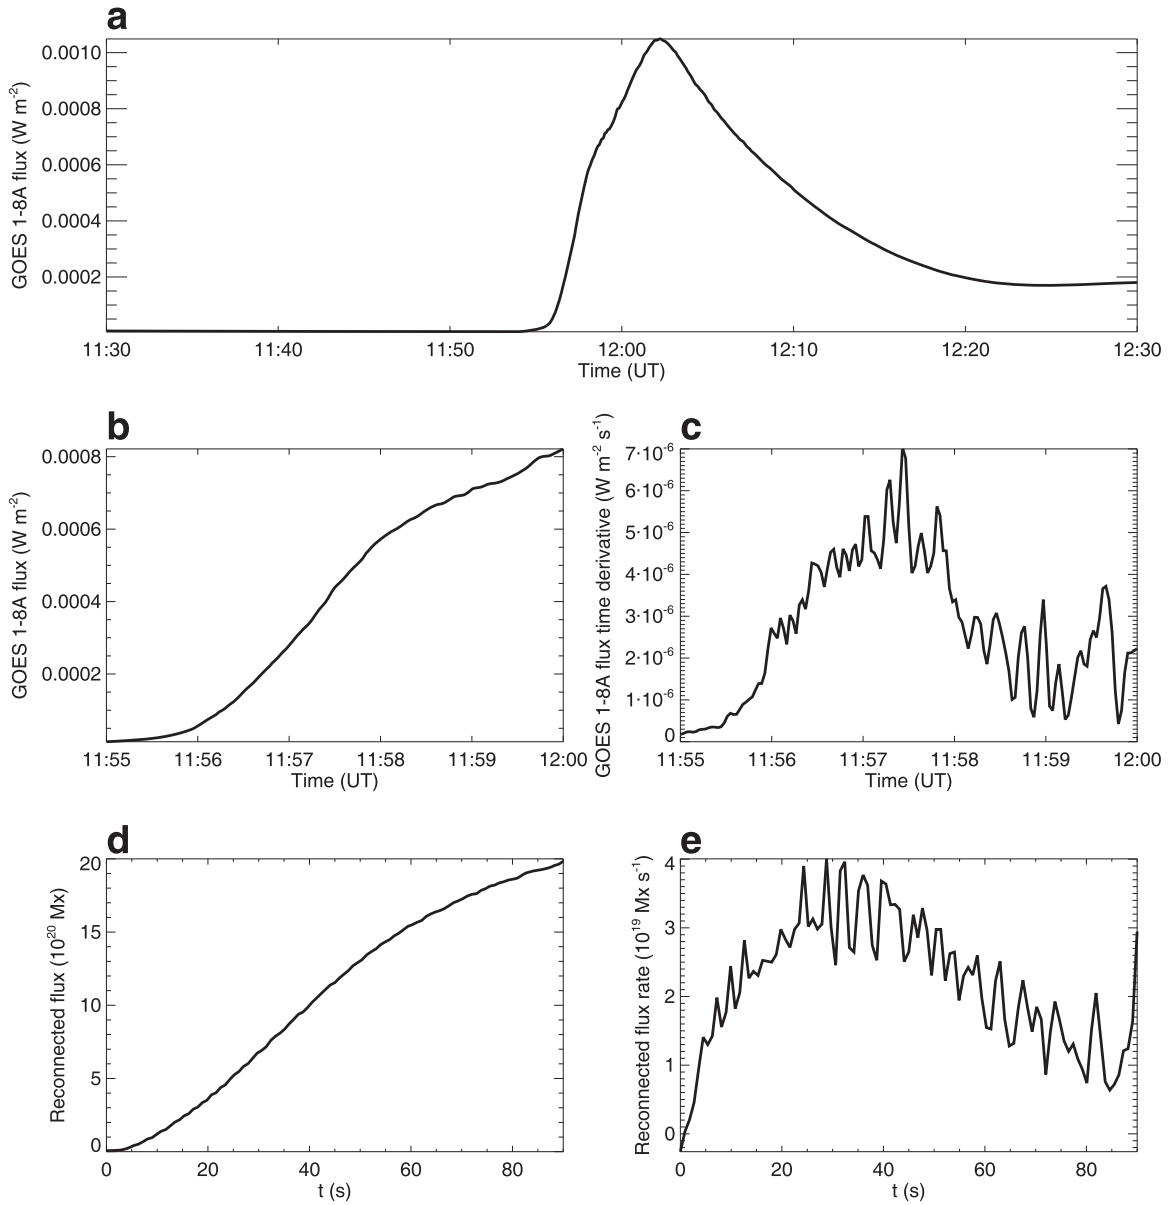 a
GOES 1-8A flux (W m-2)
0.0010
0.0008
0.0006
0.0004
0.0002
11:30 11:40 11:50 12:00 12:10 12:20 12:30
Time (UT)
b
GOES 1-8A flux (W m-2)
0.0008
0.0006
0.0004
0.0002
11:55 11:56 11:57 11:58 11:59 12:00
Time (UT)
c
GOES 1-8A flux time derivative (W m-2 s-1)
7·10-6
6·10-6
5·10-6
4·10-6
3·10-6
2·10-6
1·10-6
0
11:55 11:56 11:57 11:58 11:59 12:00
Time (UT)
d
Reconnected flux (1020 Mx)
20
15
10
5
0
0 20 40 60 80
t (s)
e
Reconnected flux rate (1019 Mx s-1)
4
3
2
1
0
0 20 40 60 80
t (s)